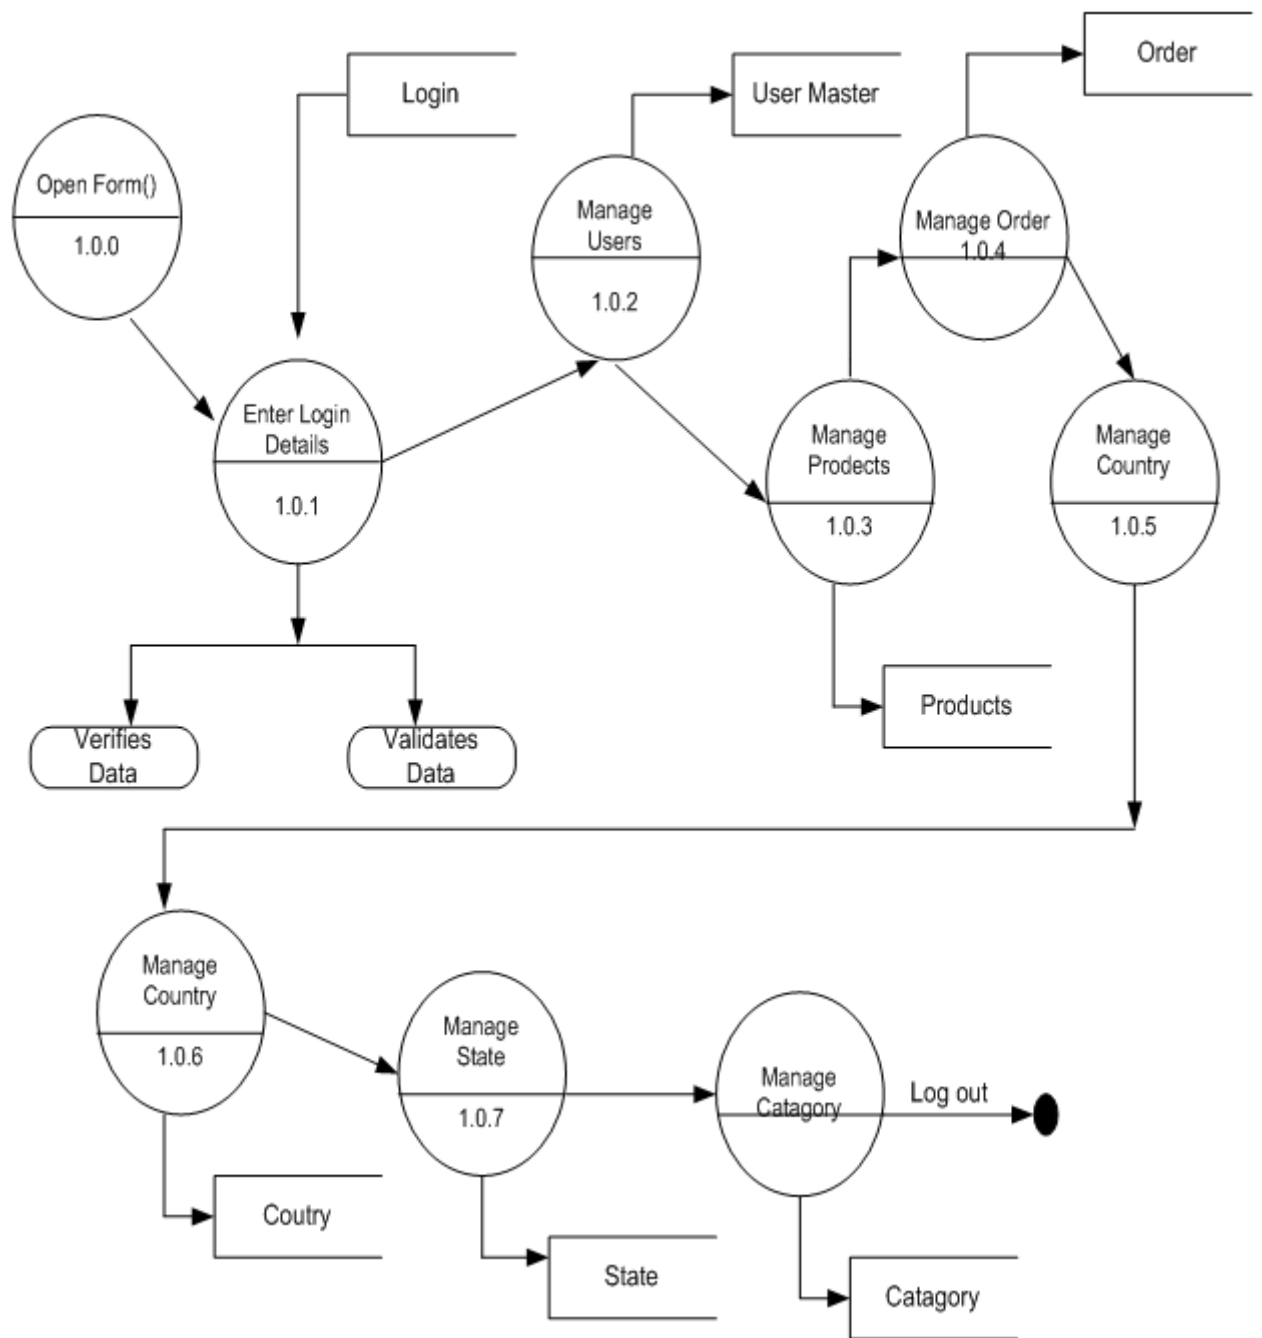 Order
Login
User Master
Open Form()
1.0.0
Manage
Users
1.0.2
Manage Order
1.0.4
Enter Login
Details
1.0.1
Manage
Prodects
1.0.3
Manage
Country
1.0.5
Products
Verifies
Data
Validates
Data
Manage
Country
1.0.6
Manage
State
1.0.7
Manage
Catagory
Log out
Coutry
State
Catagory